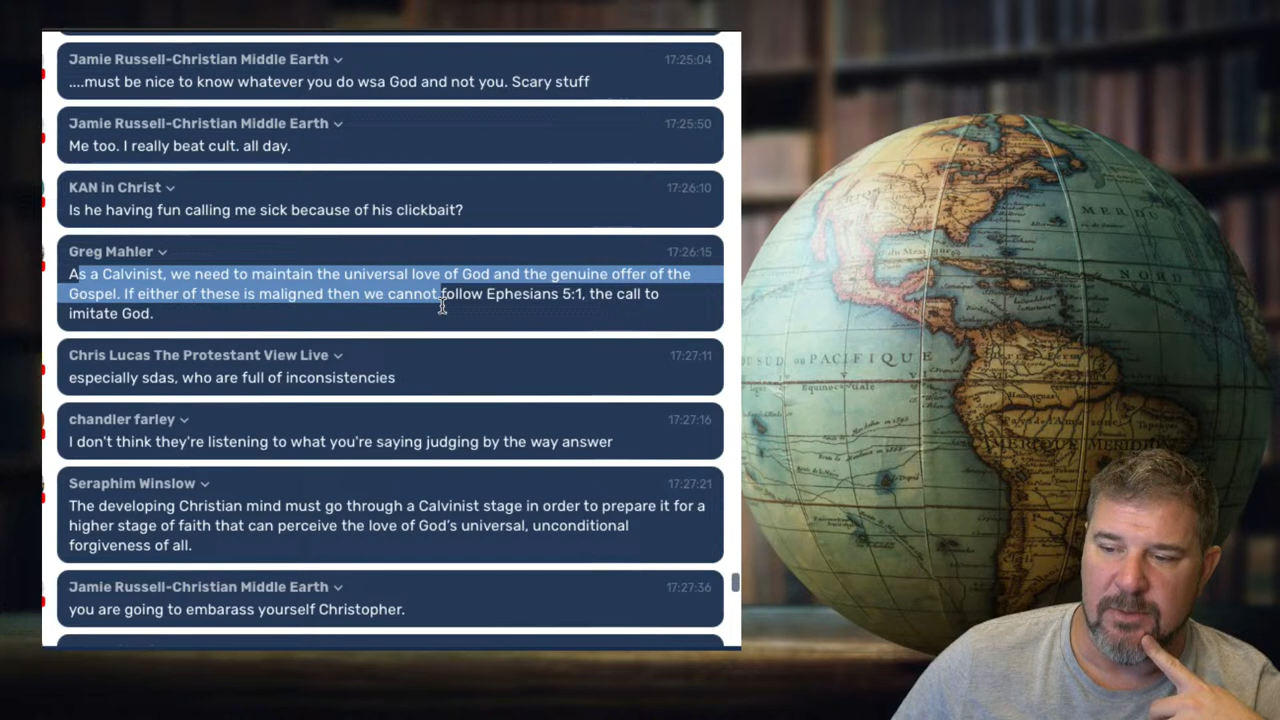 Jamie Russell-Christian Middle Earth
17:25:04
....must be nice to know whatever you do wsa God and not you. Scary stuff
Jamie Russell-Christian Middle Earth
17:25:50
Me too. I really beat cult. all day.
KAN in Christ
17:26:10
Is he having fun calling me sick because of his clickbait?
Greg Mahler
17:26:15
As a Calvinist, we need to maintain the universal love of God and the genuine offer of the
Gospel. If either of these is maligned then we cannot follow Ephesians 5:1, the call to
imitate God.
Chris Lucas The Protestant View Live
17:27:11
especially sdas, who are full of inconsistencies
chandler farley
17:27:16
I don't think they're listening to what you're saying judging by the way answer
Seraphim Winslow
17:27:21
The developing Christian mind must go through a Calvinist stage in order to prepare it for a
higher stage of faith that can perceive the love of God's universal, unconditional
forgiveness of all.
Jamie Russell-Christian Middle Earth
17:27:36
you are going to embarass yourself Christopher.
MER DU
NORD
PACIFIQUE